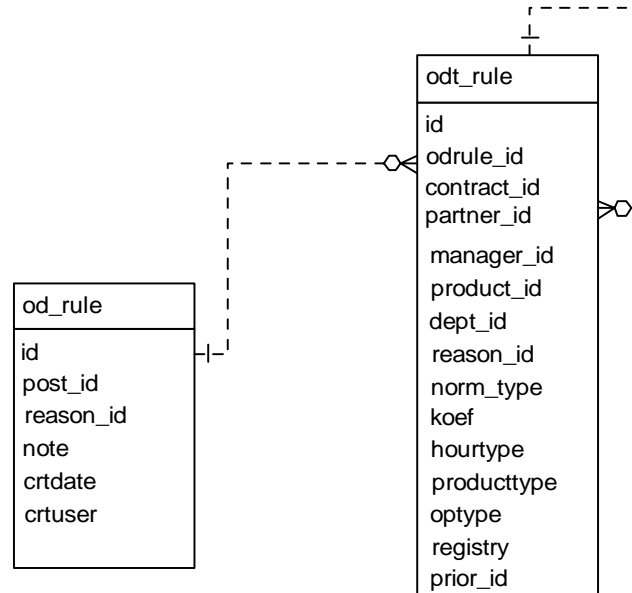 odt_rule
id
odrule_id
contract_id
partner_id
manager_id
product_id
dept_id
reason_id
norm_type
koef
hourtype
producttype
optype
registry
prior_id
od_rule
id
post_id
reason_id
note
crtdate
crtuser